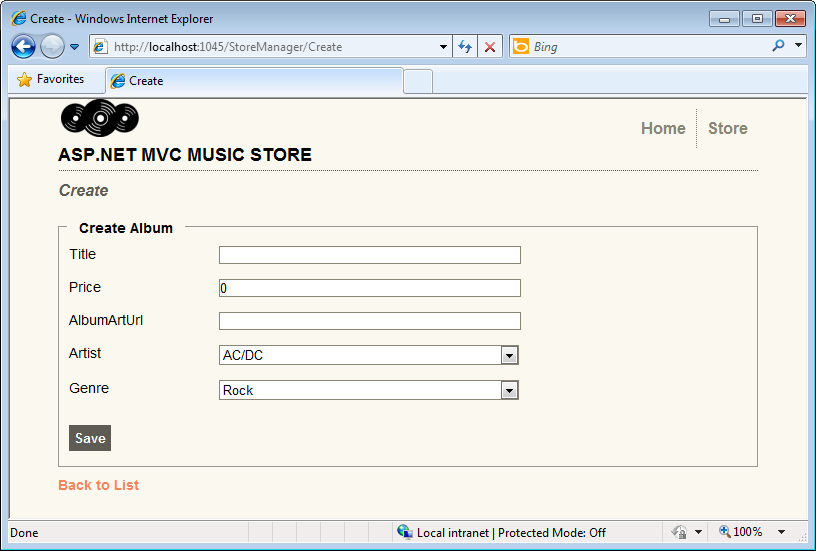 Create - Windows Internet Explorer
http://localhost:1045/StoreManager/Create
Bing
Favorites
Create
Home
Store
ASP.NET MVC MUSIC STORE
Create
Create Album
Title
Price 0
AlbumArtUrl
Artist AC/DC
Genre Rock
Save
Back to List
Done Local intranet | Protected Mode: Off 100%